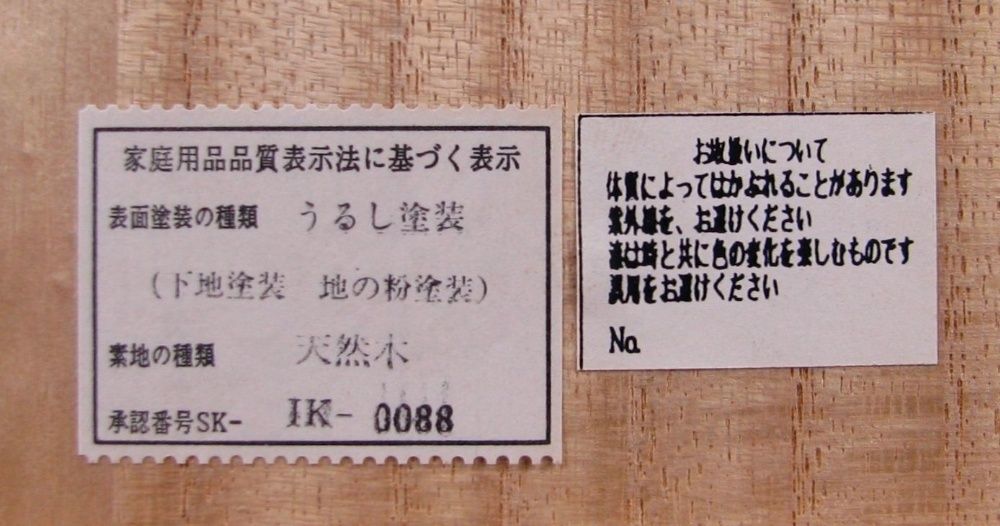 家庭用品品質表示法に基づく表示
表面塗装の種類 うるし塗装
(下地塗装 地の粉塗装)
素地の種類 天然木
承認番号SK- IK- 0088
お取扱いについて
体質によってはかぶれることがあります
紫外線を、お避けください
漆は時と共に色の変化を楽しむものです
誤用をお避けください
No.